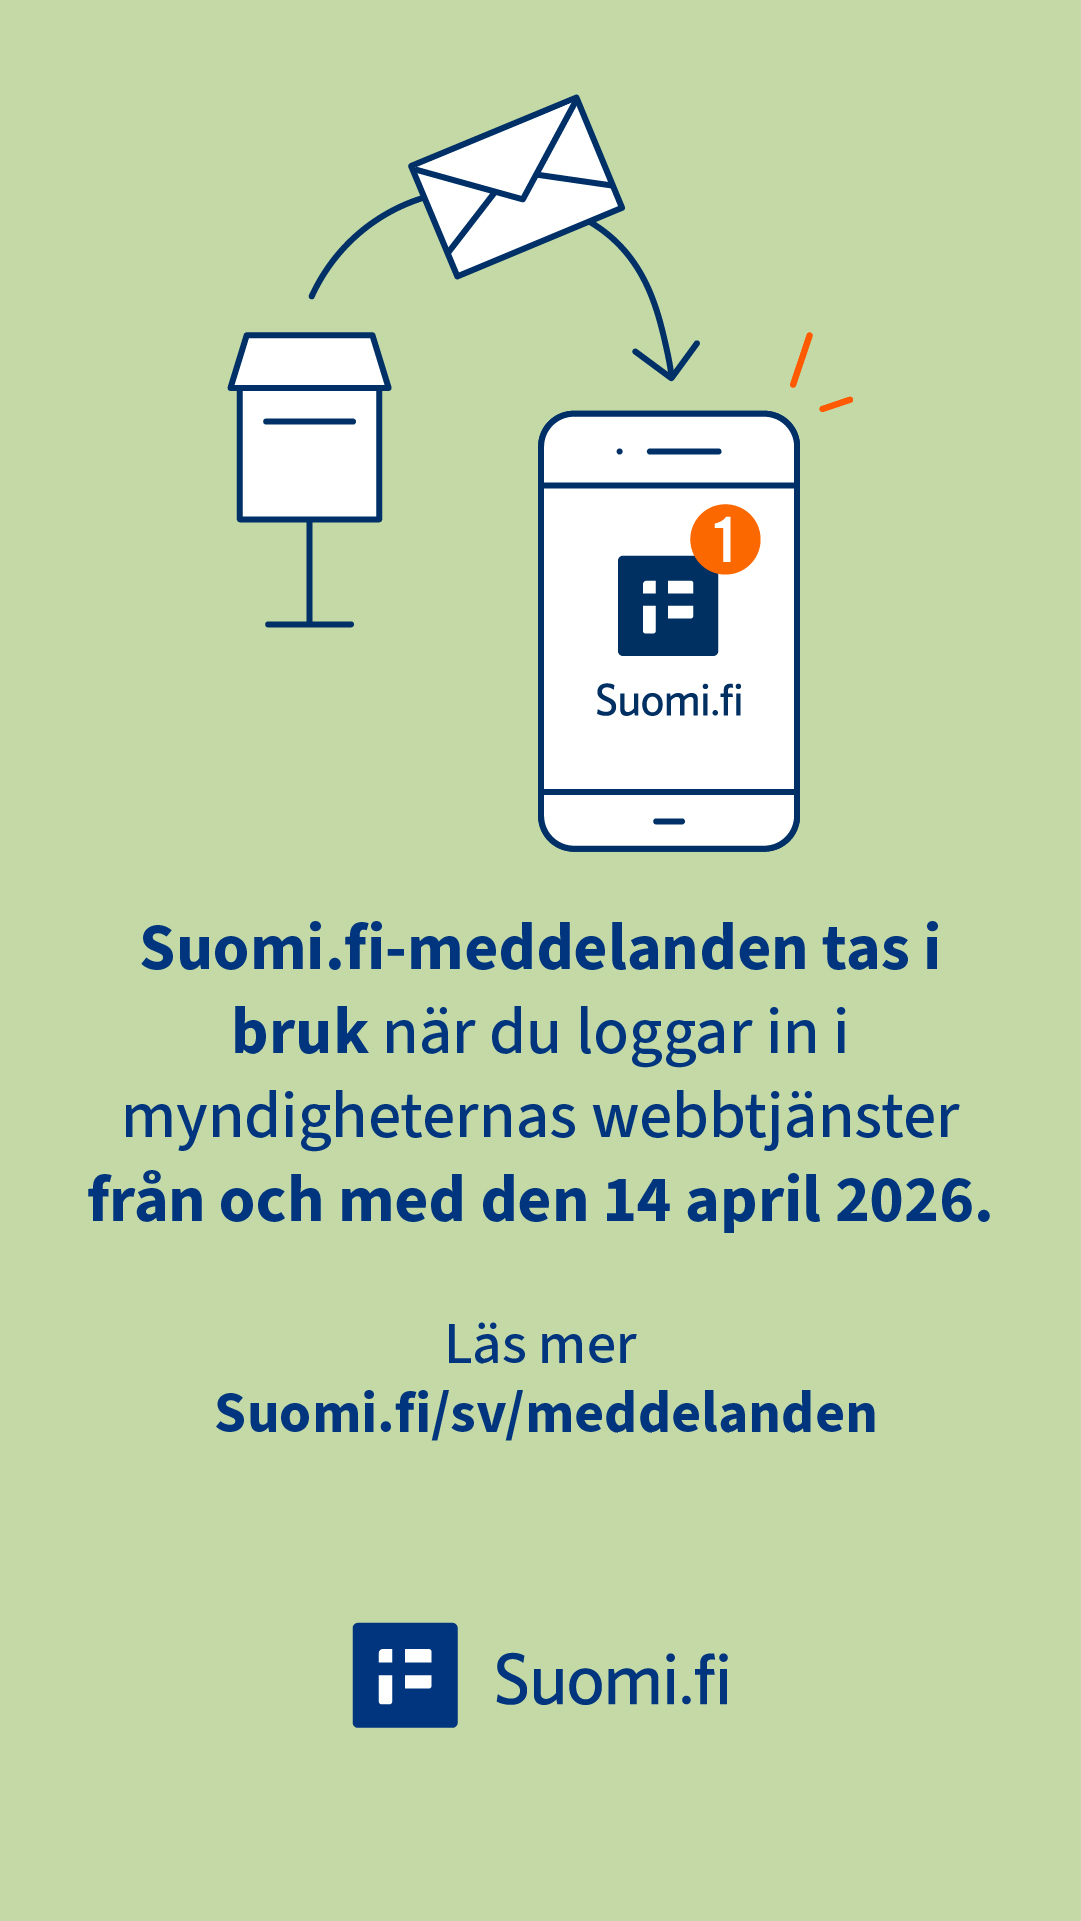 1
Suomi.fi
Suomi.fi-meddelanden tas i
bruk när du loggar in i
myndigheternas webbtjänster
från och med den 14 april 2026.
Läs mer
Suomi.fi/sv/meddelanden
Suomi.fi